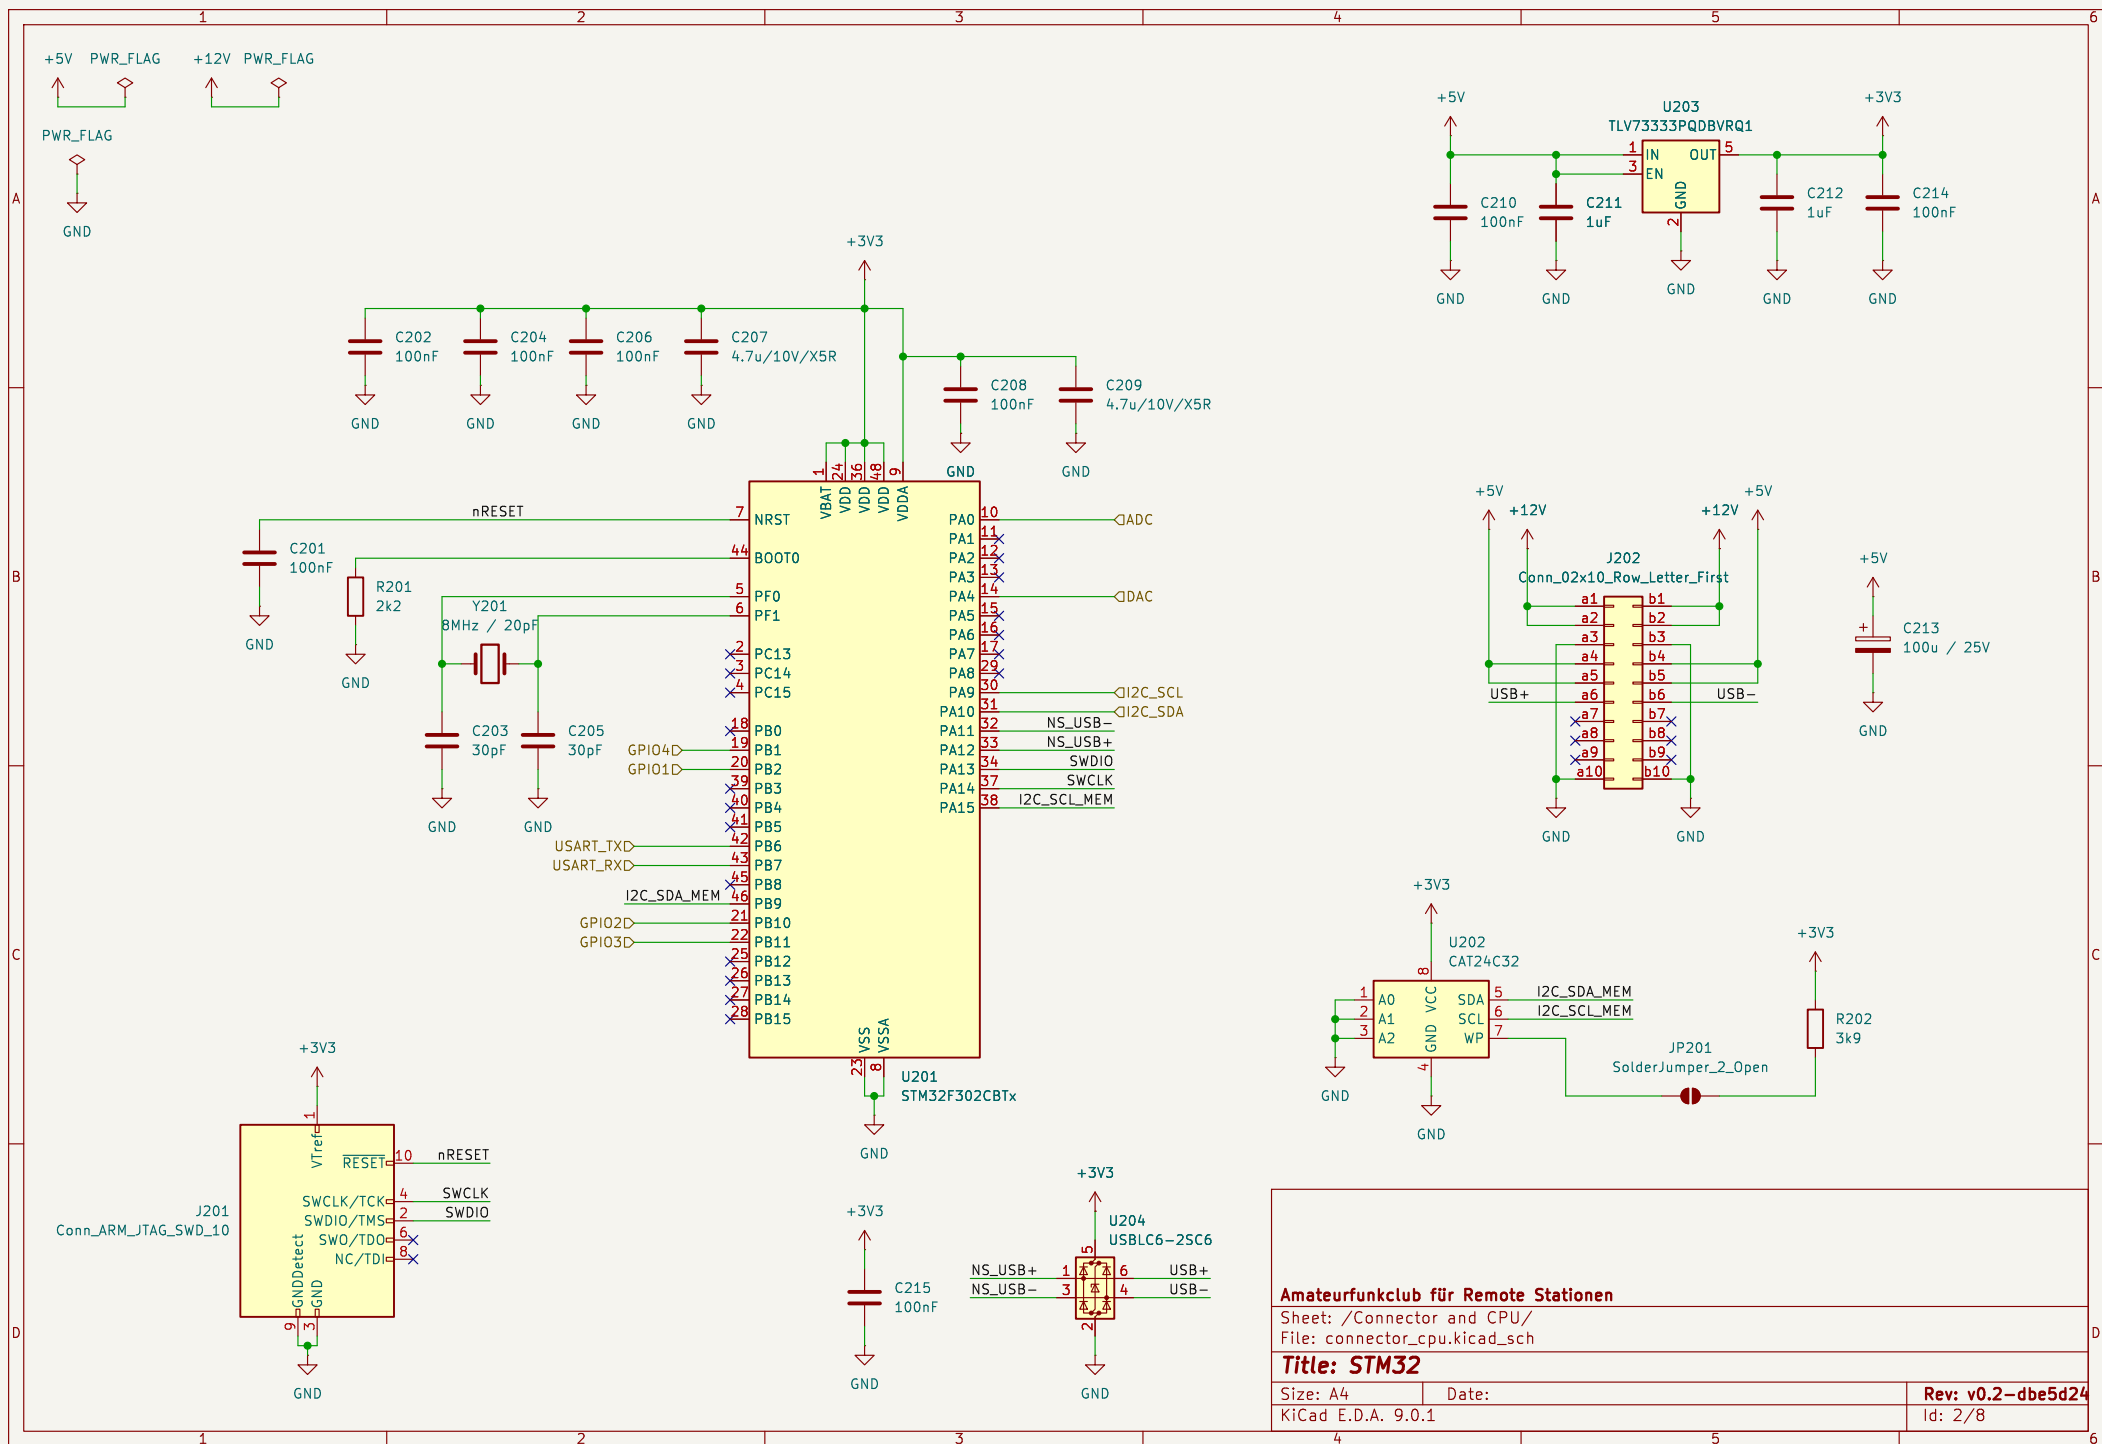 1 2 3 4 5 6
A
B
C
D
+5V PWR_FLAG +12V PWR_FLAG
PWR_FLAG
GND
+5V
U203
TLV73333PQDBVRQ1
+3V3
1 IN OUT 5
3 EN
GND
2
C210
100nF
C211
1uF
C212
1uF
C214
100nF
GND GND GND GND GND
+3V3
C202
100nF
C204
100nF
C206
100nF
C207
4.7u/10V/X5R
C208
100nF
C209
4.7u/10V/X5R
GND GND GND GND GND GND
1 24 36 48 9
VBAT VDD VDD VDD VDDA
nRESET
7 NRST
44 BOOT0
5 PF0
6 PF1
2 PC13
3 PC14
4 PC15
18 PB0
GPIO4 19 PB1
GPIO1 20 PB2
39 PB3
40 PB4
41 PB5
USART_TX 42 PB6
USART_RX 43 PB7
45 PB8
I2C_SDA_MEM 46 PB9
GPIO2 21 PB10
GPIO3 22 PB11
25 PB12
26 PB13
27 PB14
28 PB15
PA0 10 ADC
PA1 11
PA2 12
PA3 13
PA4 14 DAC
PA5 15
PA6 16
PA7 17
PA8 29
PA9 30 I2C_SCL
PA10 31 I2C_SDA
PA11 32 NS_USB-
PA12 33 NS_USB+
PA13 34 SWDIO
PA14 37 SWCLK
PA15 38 I2C_SCL_MEM
VSS VSSA
23 8
U201
STM32F302CBTx
GND
C201
100nF
GND
R201
2k2
GND
Y201
8MHz / 20pF
C203
30pF
C205
30pF
GND GND
+5V +12V +12V +5V
J202
Conn_02x10_Row_Letter_First
a1 b1
a2 b2
a3 b3
a4 b4
a5 b5
USB+ a6 b6 USB-
a7 b7
a8 b8
a9 b9
a10 b10
GND GND
+5V
+
C213
100u / 25V
GND
+3V3
U202
CAT24C32
8
VCC
1 A0 SDA 5 I2C_SDA_MEM
2 A1 SCL 6 I2C_SCL_MEM
3 A2 WP 7
GND
4
GND GND
+3V3
R202
3k9
JP201
SolderJumper_2_Open
+3V3
1
VTref
RESET 10 nRESET
SWCLK/TCK 4 SWCLK
SWDIO/TMS 2 SWDIO
SWO/TDO 6
NC/TDI 8
GNDDetect GND
9 3
J201
Conn_ARM_JTAG_SWD_10
GND
+3V3
C215
100nF
GND
+3V3
U204
USBLC6-2SC6
5
NS_USB+ 1 6 USB+
NS_USB- 3 4 USB-
2
GND
Amateurfunkclub für Remote Stationen
Sheet: /Connector and CPU/
File: connector_cpu.kicad_sch
Title: STM32
Size: A4 Date: Rev: v0.2-dbe5d24
KiCad E.D.A. 9.0.1 Id: 2/8
A
B
C
D
1 2 3 4 5 6